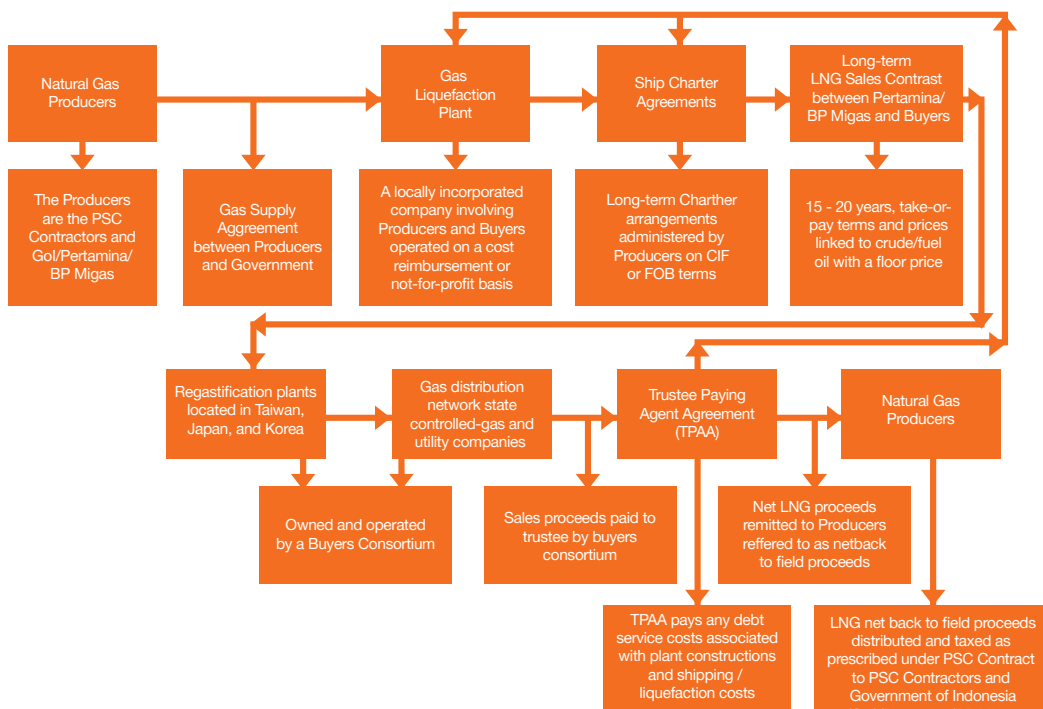 Natural Gas
Producers
Gas
Liquefaction
Plant
Ship Charter
Agreements
Long-term
LNG Sales Contrast
between Pertamina/
BP Migas and Buyers
The Producers
are the PSC
Contractors and
GoI/Pertamina/
BP Migas
Gas Supply
Aggreement
between Producers
and Government
A locally incorporated
company involving
Producers and Buyers
operated on a cost
reimbursement or
not-for-profit basis
Long-term Charther
arrangements
administered by
Producers on CIF
or FOB terms
15 - 20 years, take-or-
pay terms and prices
linked to crude/fuel
oil with a floor price
Regastification plants
located in Taiwan,
Japan, and Korea
Gas distribution
network state
controlled-gas and
utility companies
Trustee Paying
Agent Agreement
(TPAA)
Natural Gas
Producers
Owned and operated
by a Buyers Consortium
Sales proceeds paid to
trustee by buyers
consortium
Net LNG proceeds
remitted to Producers
reffered to as netback
to field proceeds
TPAA pays any debt
service costs associated
with plant constructions
and shipping /
liquefaction costs
LNG net back to field proceeds
distributed and taxed as
prescribed under PSC Contract
to PSC Contractors and
Government of Indonesia